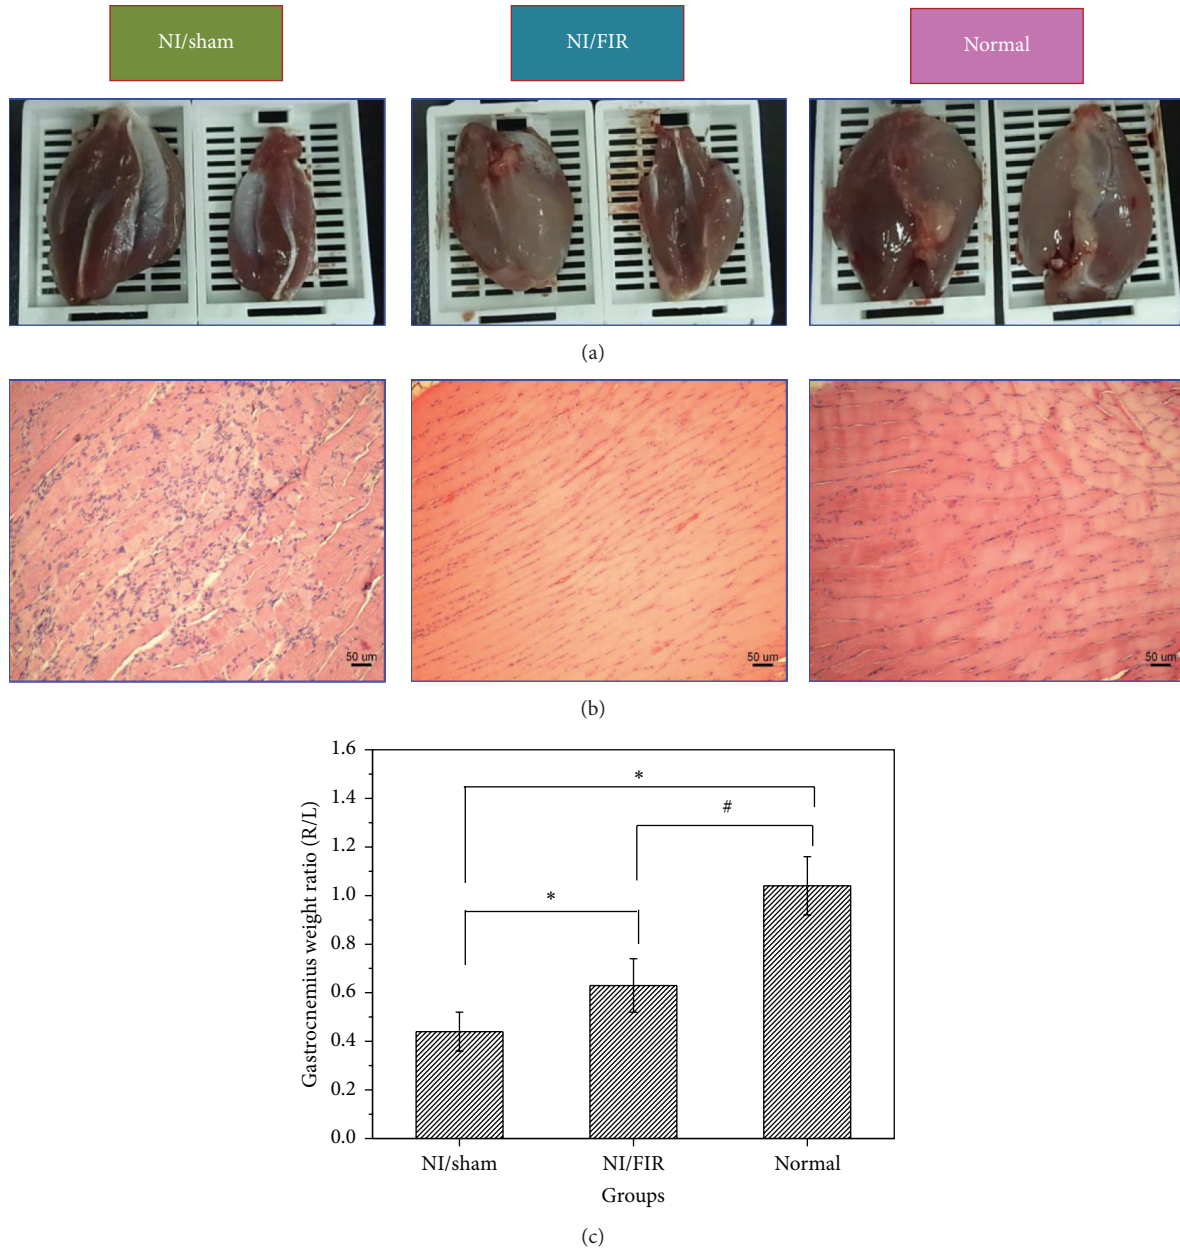 NI/sham
NI/FIR
Normal
(a)
50 um
50 um
50 um
(b)
1.6
1.4
1.2
1.0
0.8
0.6
0.4
0.2
0.0
Gastrocnemius weight ratio (R/L)
*
#
*
NI/sham
NI/FIR
Normal
Groups
(c)